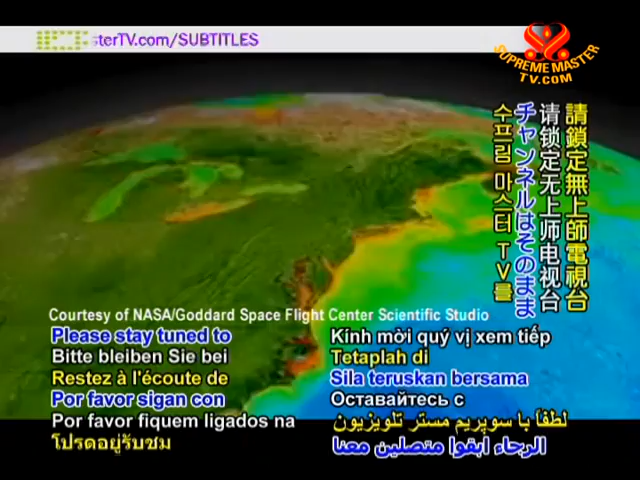 sterTV.com/SUBTITLES
SUPREME MASTER
TV.COM
請鎖定無上師電視台
请锁定无上师电视台
チャンネルはそのまま
수프림 마스터 TV를
Courtesy of NASA/Goddard Space Flight Center Scientific Studio
Please stay tuned to
Bitte bleiben Sie bei
Restez à l'écoute de
Por favor sigan con
Por favor fiquem ligados na
โปรดอยู่รับชม
Kính mời quý vị xem tiếp
Tetaplah di
Sila teruskan bersama
Оставайтесь с
لطفاً با سوپریم مستر تلویزیون
الرجاء ابقوا متصلين معنا